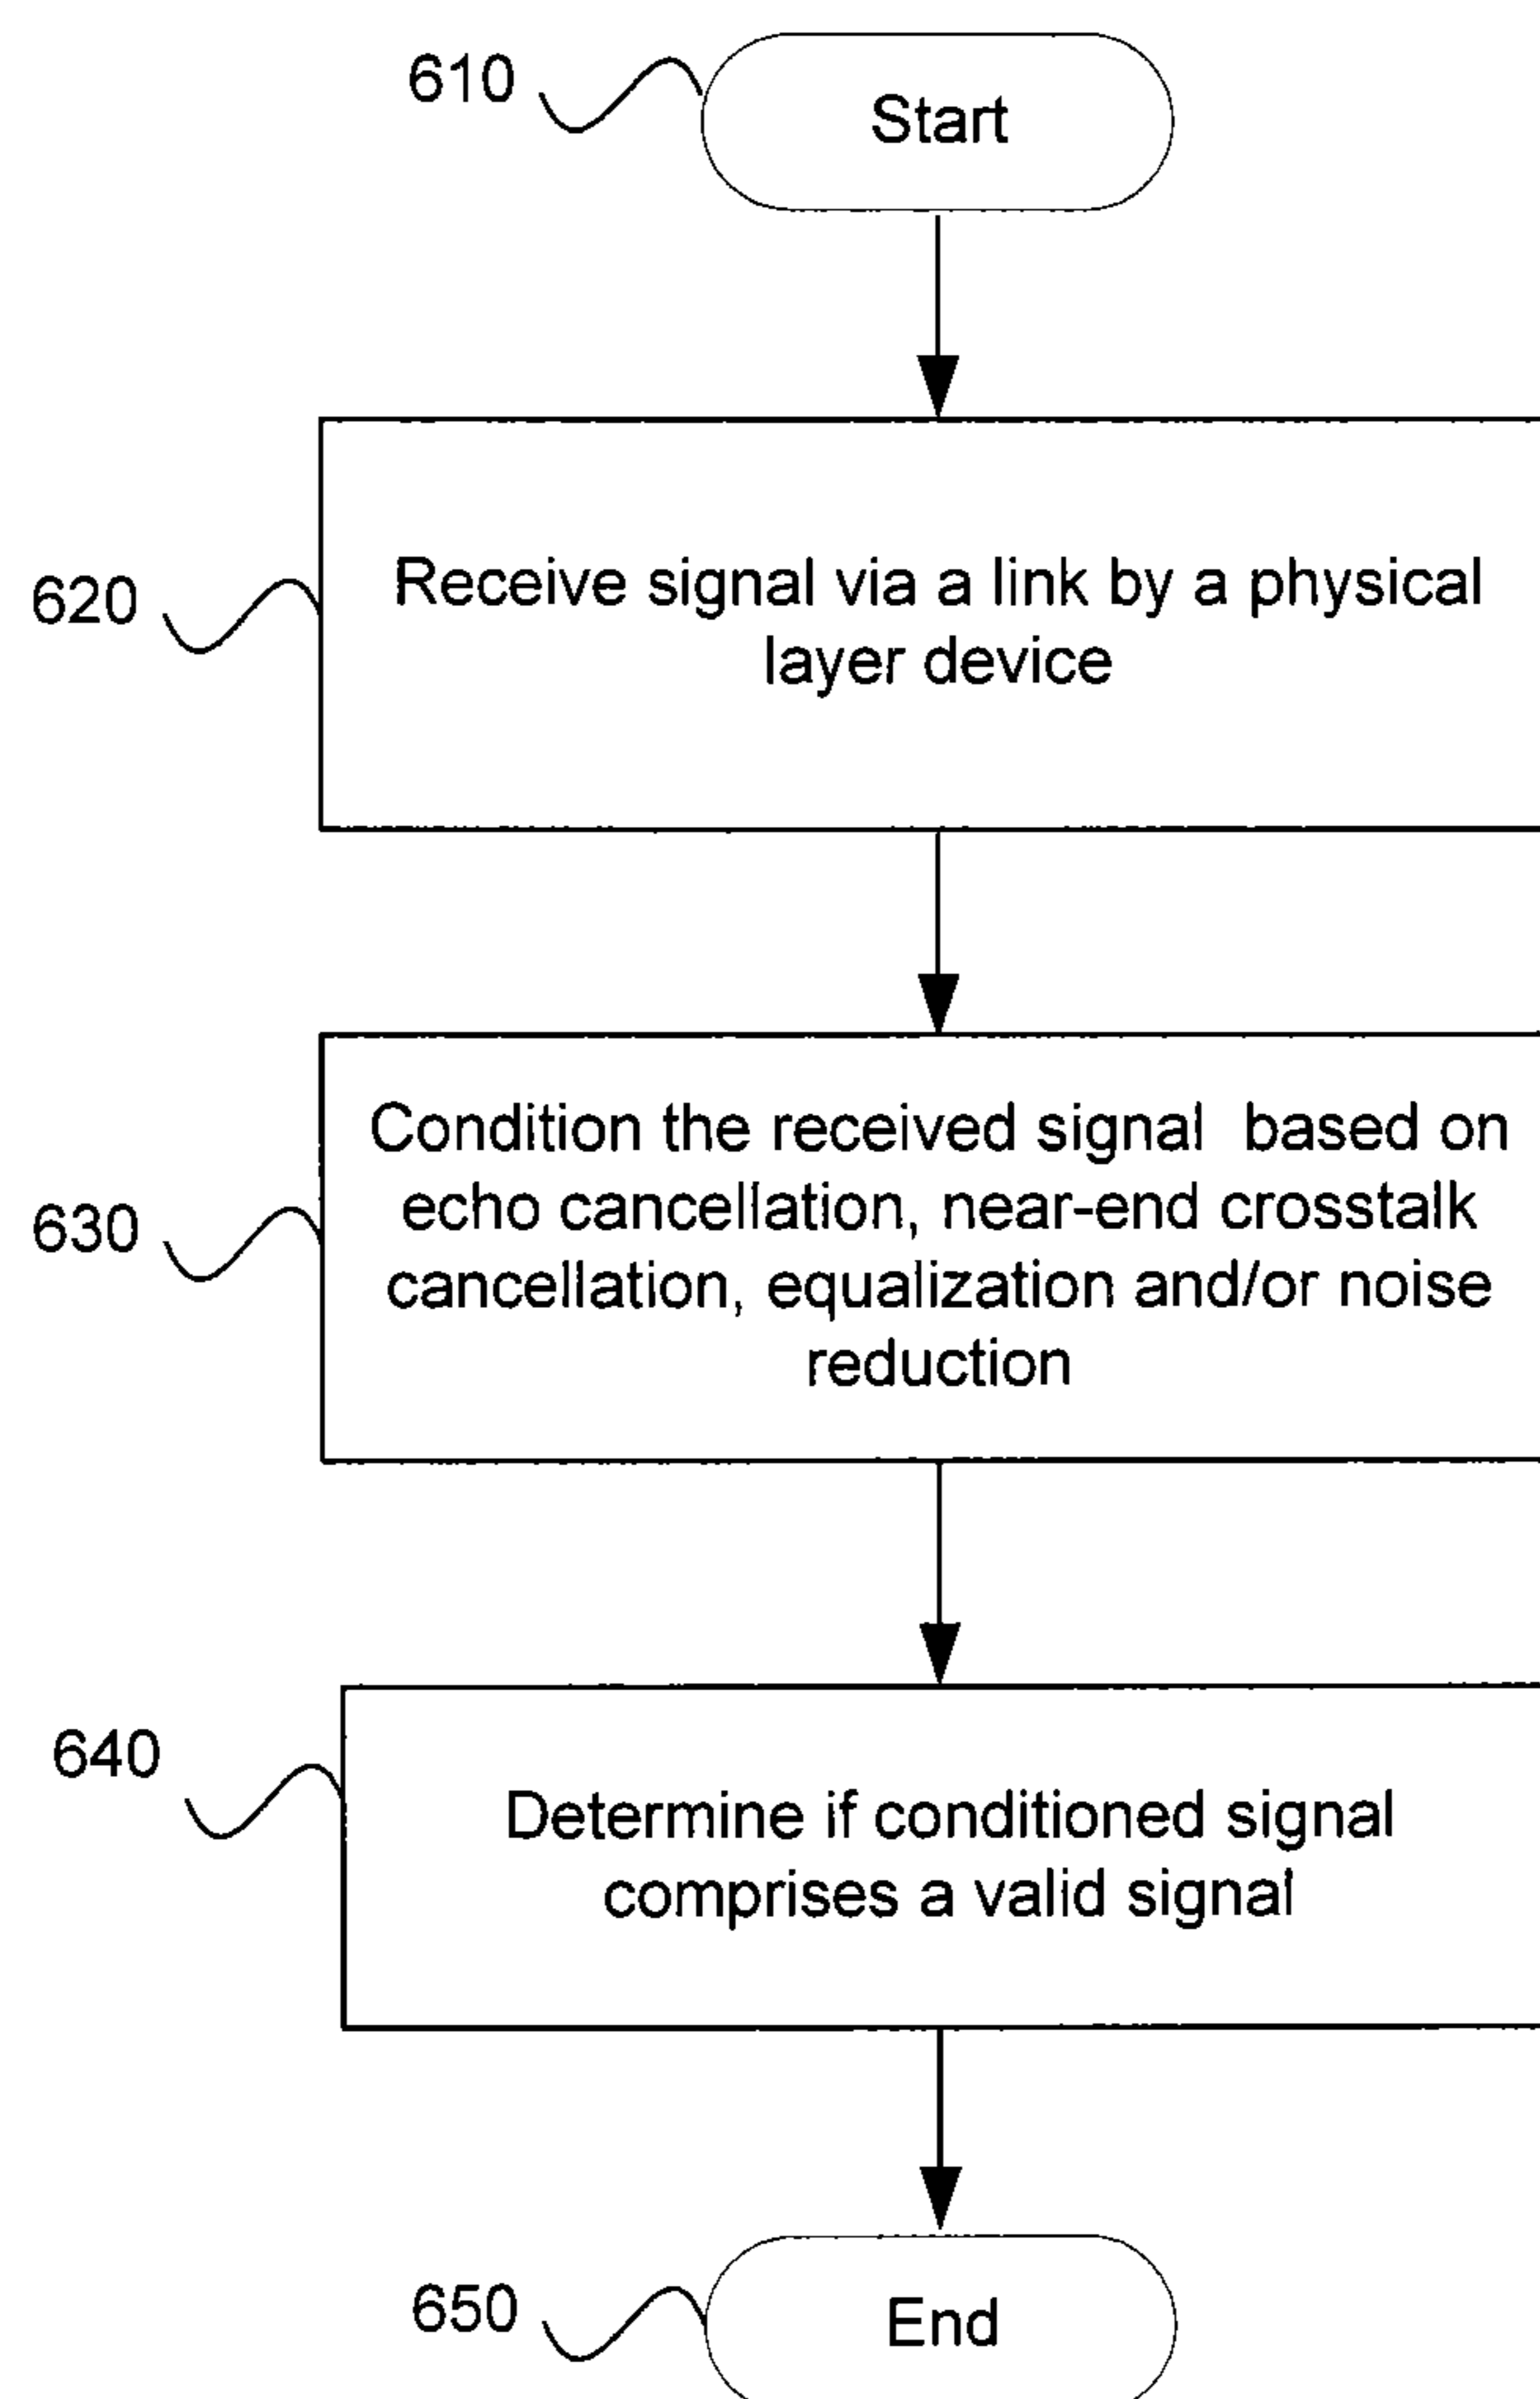 610
Start
620
Receive signal via a link by a physical
layer device
630
Condition the received signal based on
echo cancellation, near-end crosstalk
cancellation, equalization and/or noise
reduction
640
Determine if conditioned signal
comprises a valid signal
650
End